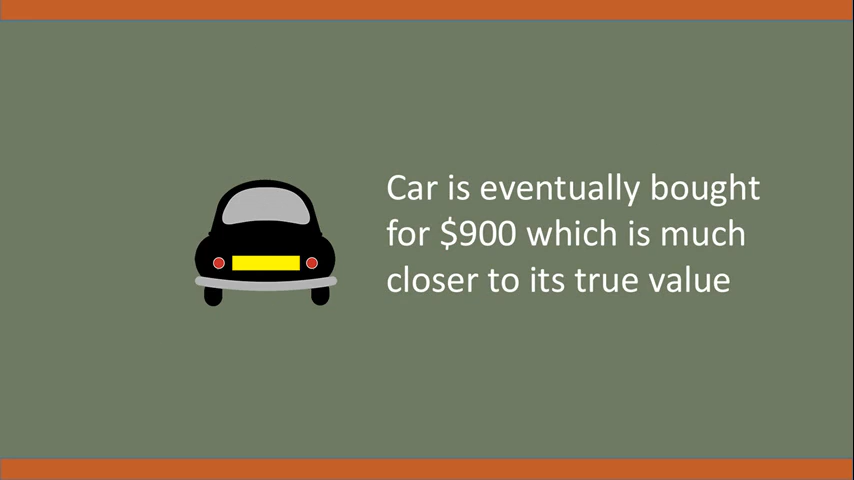 Car is eventually bought
for $900 which is much
closer to its true value